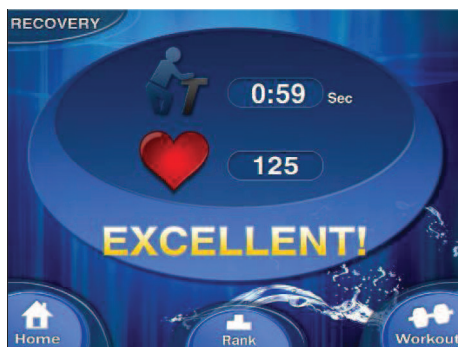 RECOVERY
0:59 Sec
125
EXCELLENT!
Home
Rank
Workout